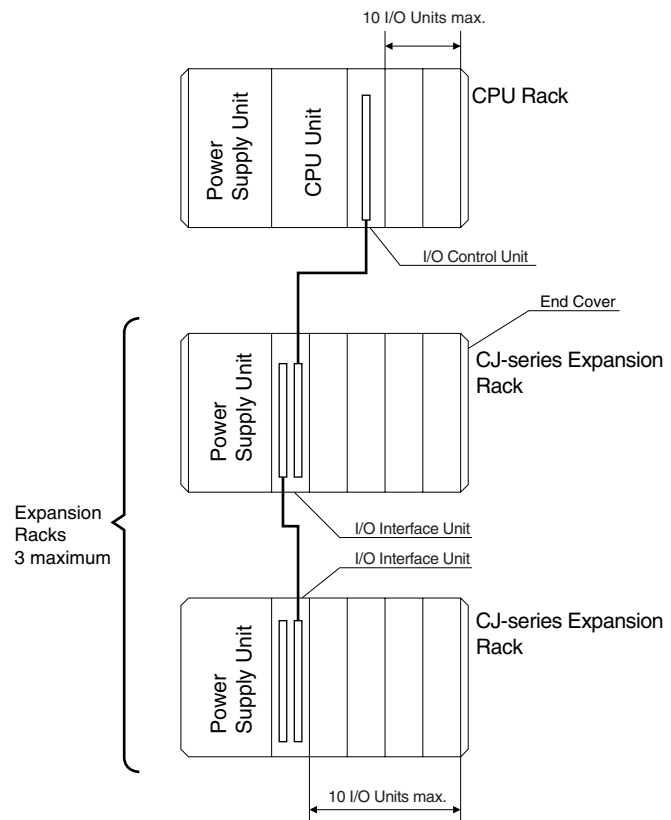 10 I/O Units max.
CPU Rack
Power
Supply Unit
CPU Unit
I/O Control Unit
End Cover
CJ-series Expansion
Rack
Power
Supply Unit
Expansion
Racks
3 maximum
I/O Interface Unit
I/O Interface Unit
CJ-series Expansion
Rack
Power
Supply Unit
10 I/O Units max.